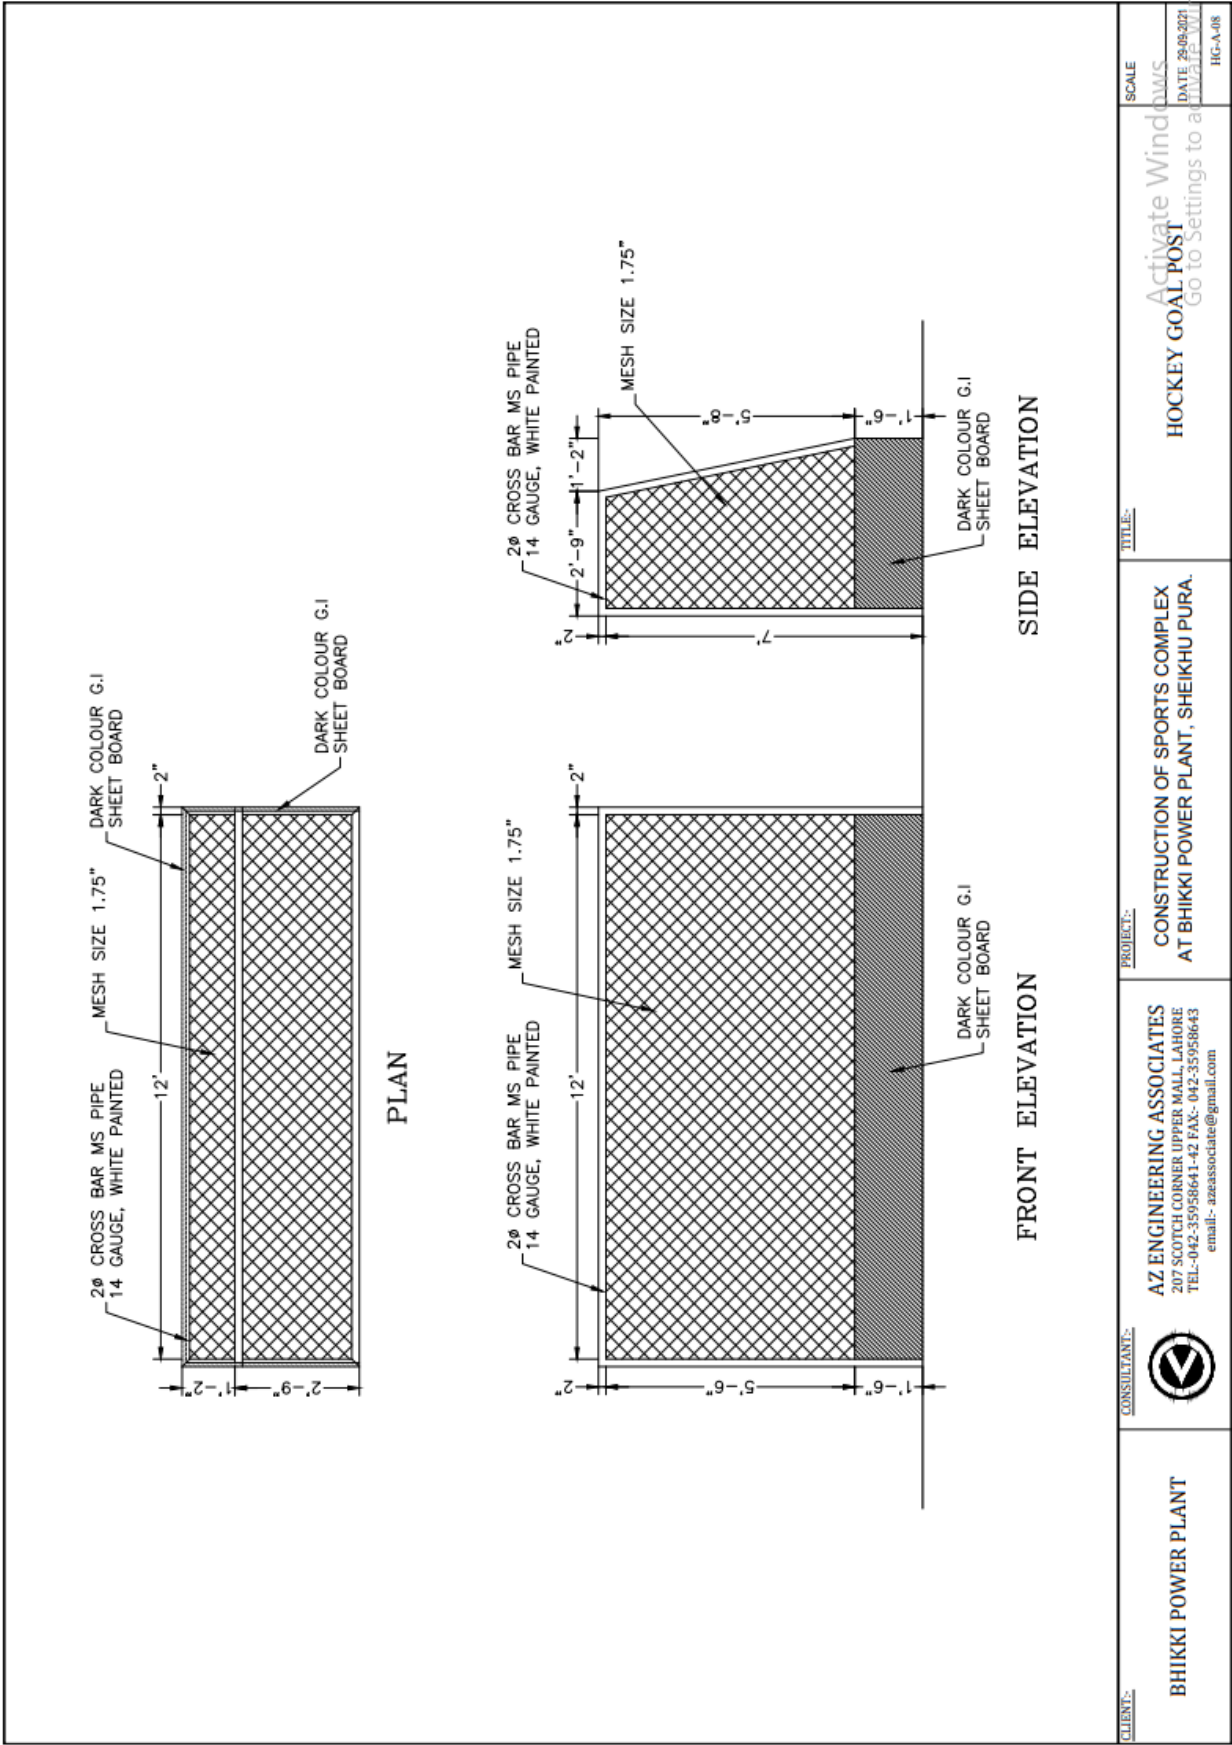 2ø CROSS BAR MS PIPE
14 GAUGE, WHITE PAINTED
MESH SIZE 1.75"
DARK COLOUR G.I
SHEET BOARD
12'
2"
1'-2"
2'-9"
DARK COLOUR G.I
SHEET BOARD
PLAN
2ø CROSS BAR MS PIPE
14 GAUGE, WHITE PAINTED
MESH SIZE 1.75"
12'
2"
2"
5'-6"
1'-6"
DARK COLOUR G.I
SHEET BOARD
FRONT ELEVATION
2ø CROSS BAR MS PIPE
14 GAUGE, WHITE PAINTED
MESH SIZE 1.75"
2'-9"
1'-2"
2"
7'
5'-8"
1'-6"
DARK COLOUR G.I
SHEET BOARD
SIDE ELEVATION
CLIENT:-
BHIKKI POWER PLANT
CONSULTANT:-
AZ ENGINEERING ASSOCIATES
207 SCOTCH CORNER UPPER MALL, LAHORE
TEL:-042-35958641-42 FAX:- 042-35958643
email:- azeassociate@gmail.com
PROJECT:-
CONSTRUCTION OF SPORTS COMPLEX
AT BHIKKI POWER PLANT, SHEIKHU PURA.
TITLE:-
HOCKEY GOAL POST
SCALE
DATE 29-09-2021
HG-A-08
Activate Windows
Go to Settings to activate Wi